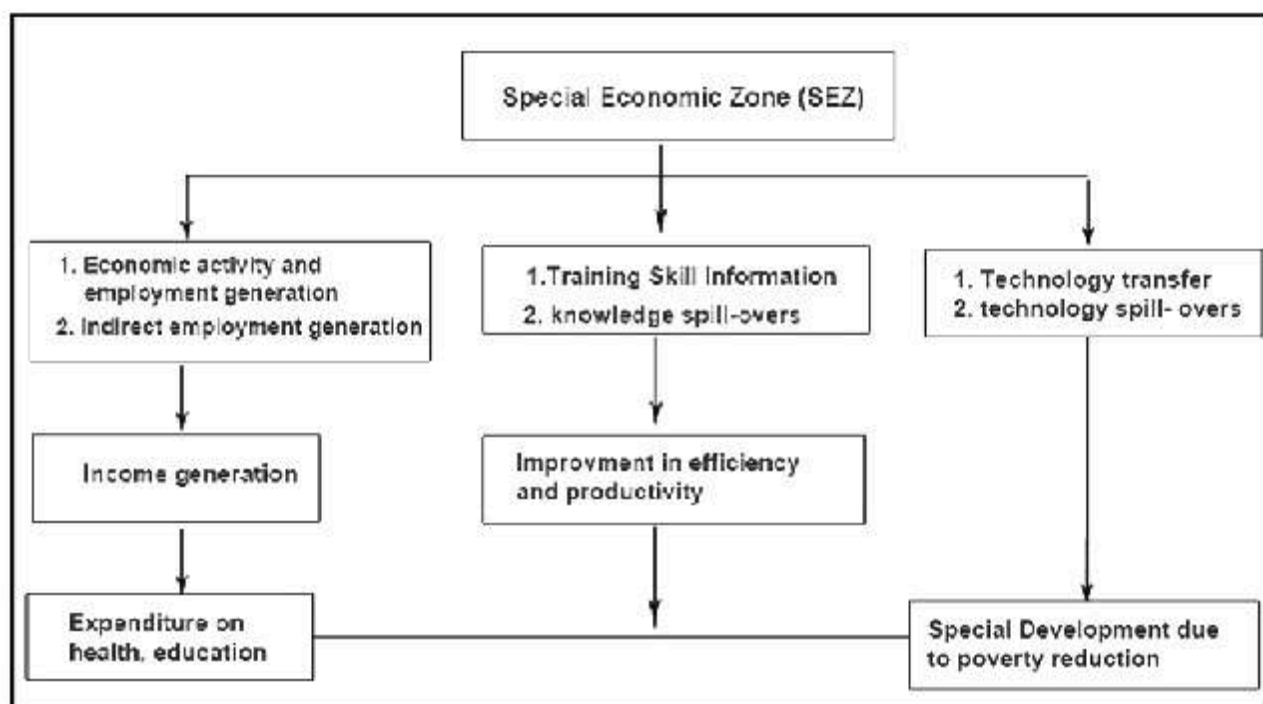 Special Economic Zone (SEZ)
1. Economic activity and
employment generation
2. Indirect employment generation
1.Training Skill Information
2. knowledge spill-overs
1. Technology transfer
2. technology spill- overs
Income generation
Improvment in efficiency
and productivity
Expenditure on
health, education
Special Development due
to poverty reduction